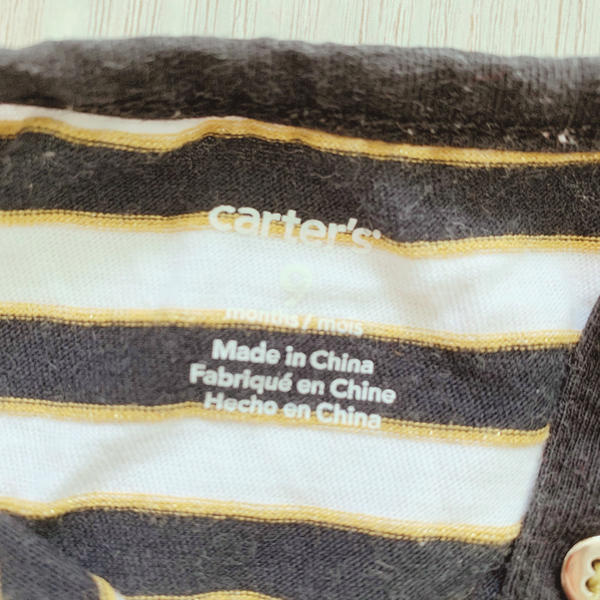 carter's
9
months / mois
Made in China
Fabriqué en Chine
Hecho en China